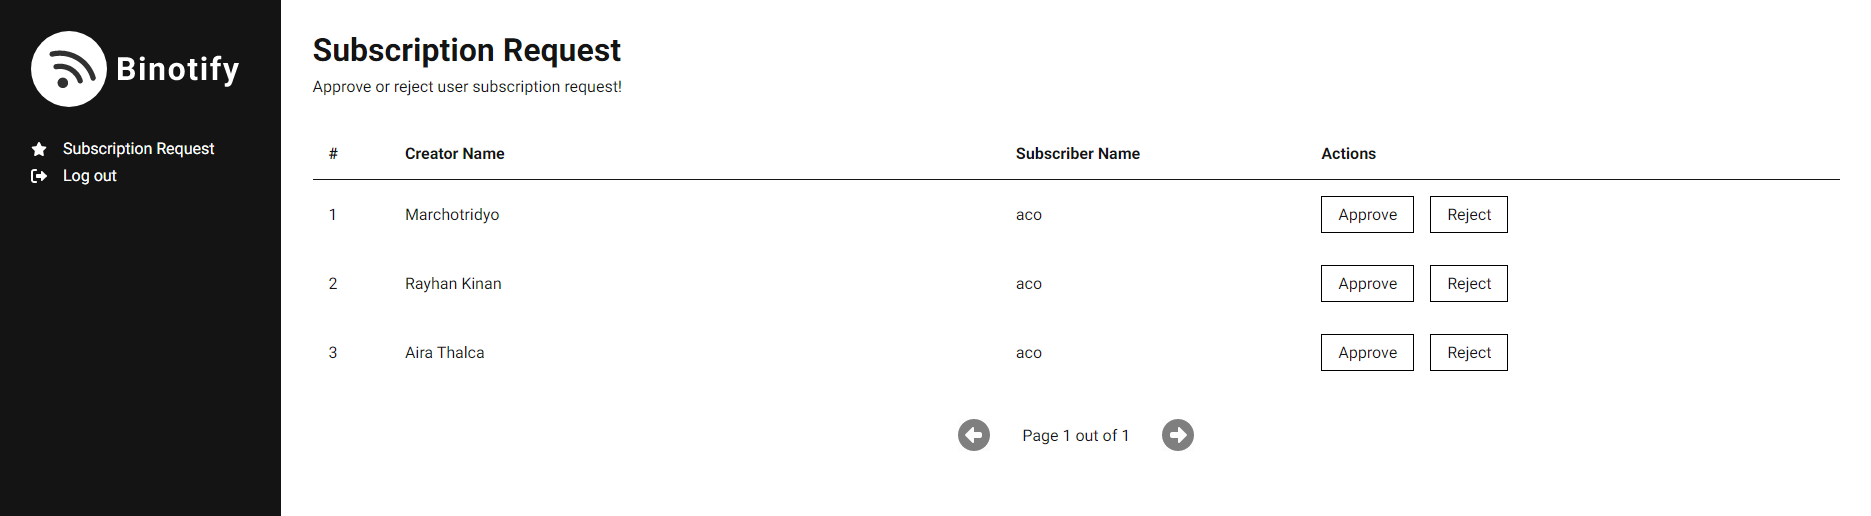 Binotify
Subscription Request
Log out
Subscription Request
Approve or reject user subscription request!
# Creator Name Subscriber Name Actions
1 Marchotridyo aco Approve Reject
2 Rayhan Kinan aco Approve Reject
3 Aira Thalca aco Approve Reject
Page 1 out of 1